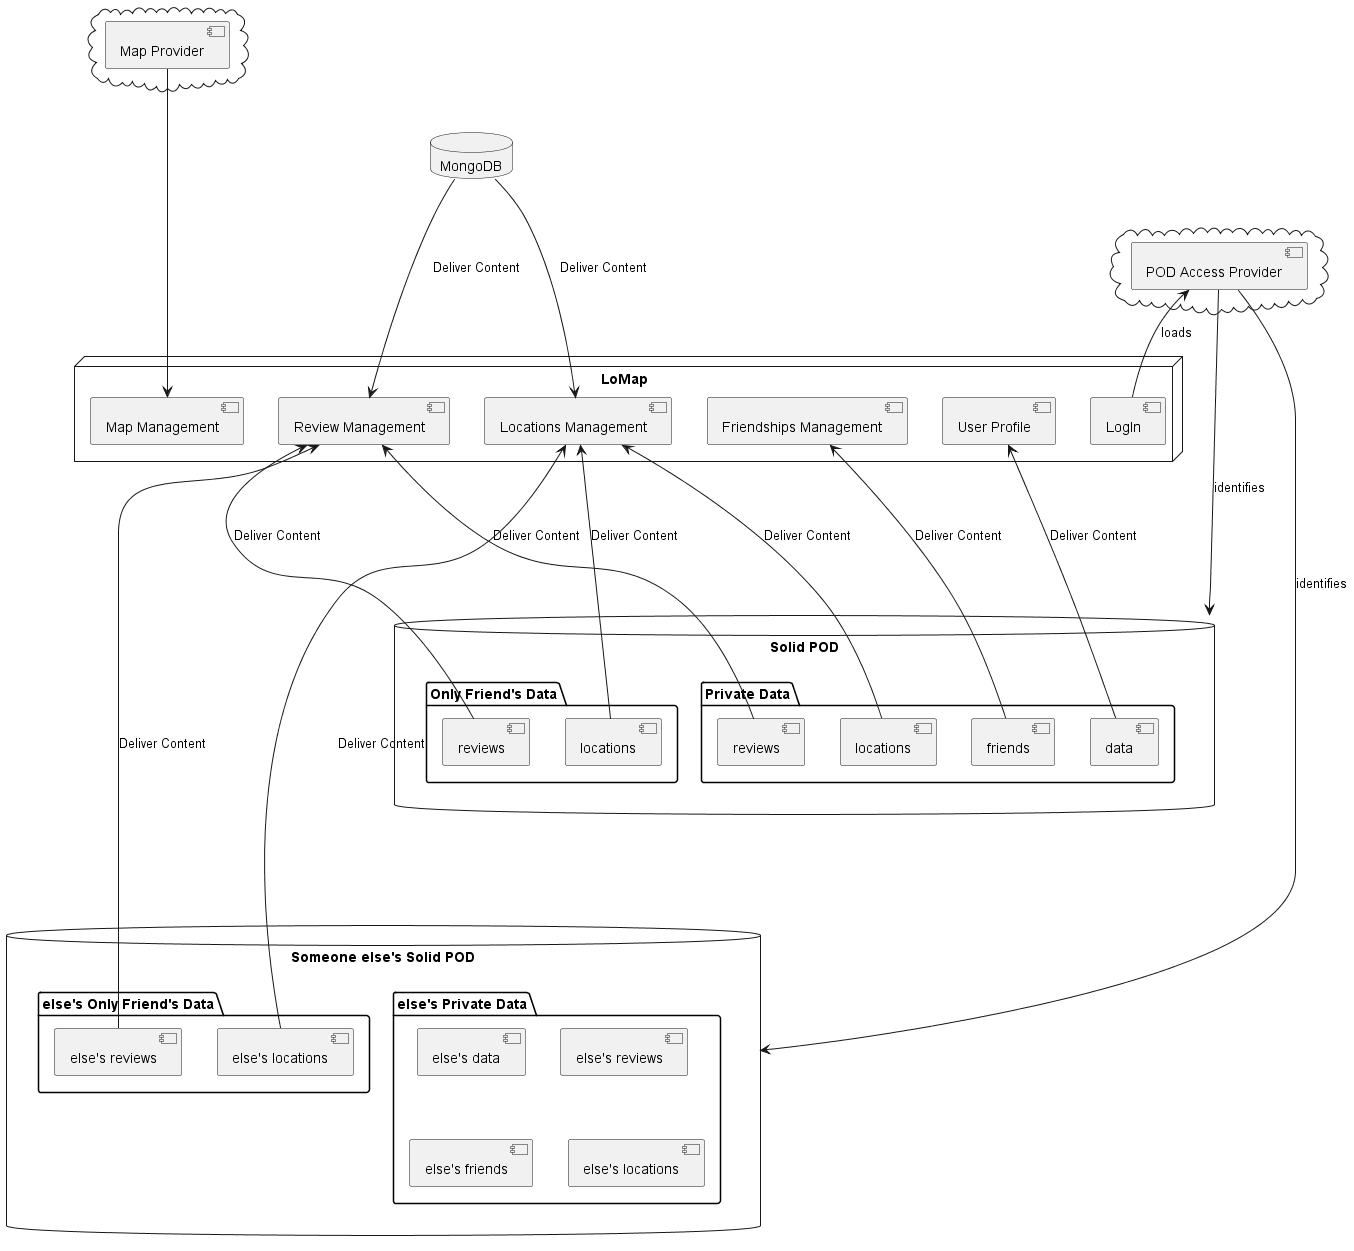 Map Provider
MongoDB
Deliver Content
Deliver Content
POD Access Provider
loads
LoMap
Map Management
Review Management
Locations Management
Friendships Management
User Profile
LogIn
identifies
Deliver Content
Deliver Content
Deliver Content
Deliver Content
Deliver Content
Deliver Content
identifies
Solid POD
Only Friend's Data
Private Data
reviews
locations
reviews
locations
friends
data
Deliver Content
Deliver Content
Someone else's Solid POD
else's Only Friend's Data
else's Private Data
else's reviews
else's locations
else's data
else's reviews
else's friends
else's locations